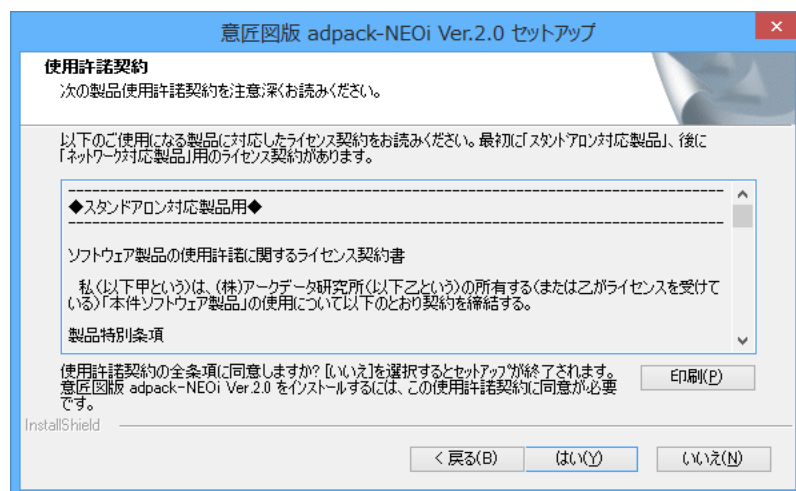 意匠図版 adpack-NEOi Ver.2.0 セットアップ
使用許諾契約
次の製品使用許諾契約を注意深くお読みください。
以下のご使用になる製品に対応したライセンス契約をお読みください。最初に「スタンドアロン対応製品」、後に
「ネットワーク対応製品」用のライセンス契約があります。
--------------------------------------------------------------------------------
◆スタンドアロン対応製品用◆
--------------------------------------------------------------------------------
ソフトウェア製品の使用許諾に関するライセンス契約書
私(以下甲という)は、(株)アークデータ研究所(以下乙という)の所有する(または乙がライセンスを受けて
いる)「本件ソフトウェア製品」の使用について以下のとおり契約を締結する。
製品特別条項
使用許諾契約の全条項に同意しますか? [いいえ]を選択するとセットアップが終了されます。
意匠図版 adpack-NEOi Ver.2.0 をインストールするには、この使用許諾契約に同意が必要
です。
印刷(P)
InstallShield
< 戻る(B)
はい(Y)
いいえ(N)